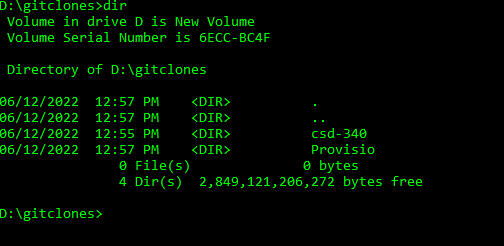 D:\gitclones>dir
 Volume in drive D is New Volume
 Volume Serial Number is 6ECC-BC4F

 Directory of D:\gitclones

06/12/2022  12:57 PM    <DIR>          .
06/12/2022  12:57 PM    <DIR>          ..
06/12/2022  12:55 PM    <DIR>          csd-340
06/12/2022  12:57 PM    <DIR>          Provisio
               0 File(s)              0 bytes
               4 Dir(s)  2,849,121,206,272 bytes free

D:\gitclones>